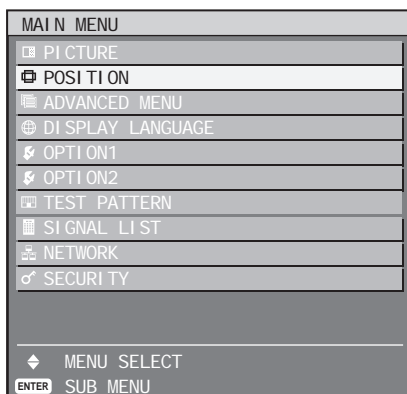 MAIN MENU
PICTURE
POSITION
ADVANCED MENU
DISPLAY LANGUAGE
OPTION1
OPTION2
TEST PATTERN
SIGNAL LIST
NETWORK
SECURITY
MENU SELECT
ENTER SUB MENU